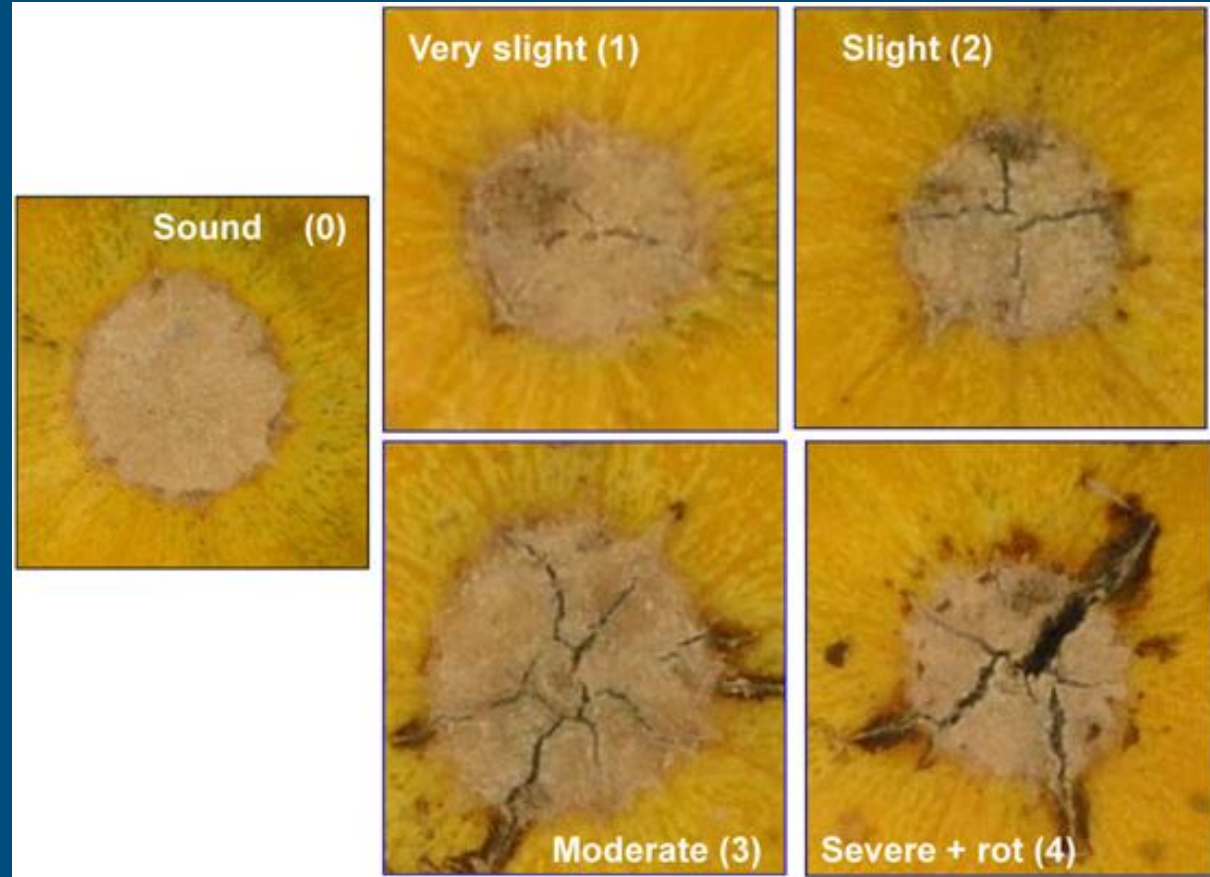 Very slight (1)
Slight (2)
Sound (0)
Moderate (3)
Severe + rot (4)